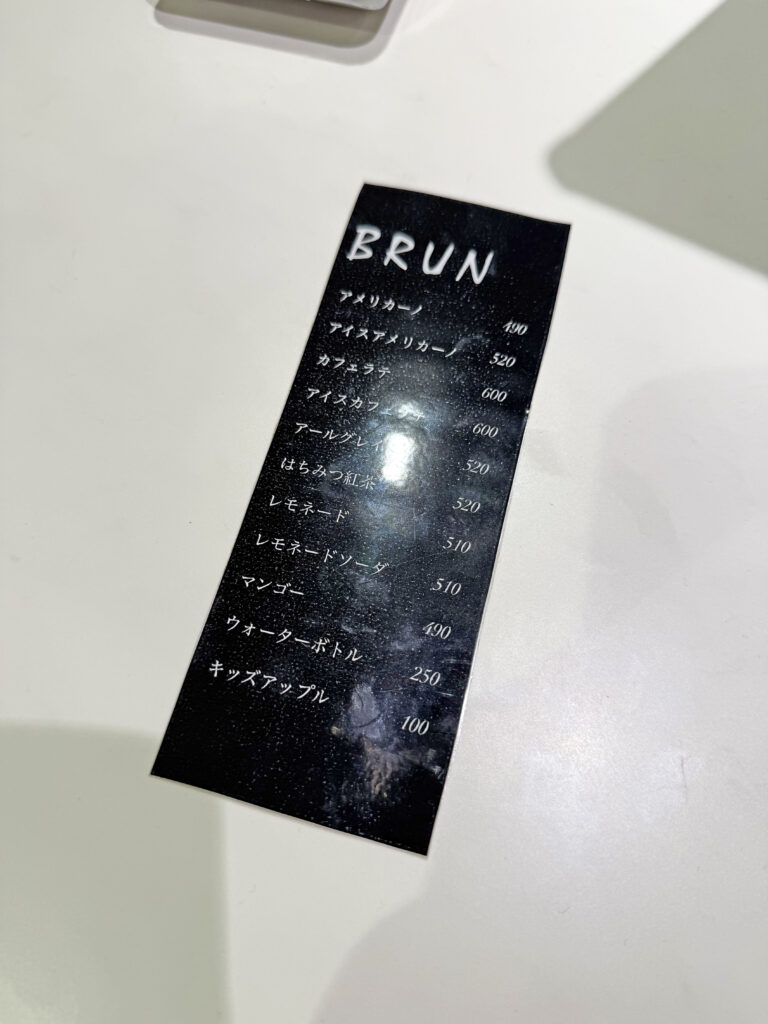 BRUN
アメリカーノ 490
アイスアメリカーノ 520
カフェラテ 600
アイスカフェラテ 600
アールグレイ 520
はちみつ紅茶 520
レモネード 510
レモネードソーダ 510
マンゴー 490
ウォーターボトル 250
キッズアップル 100